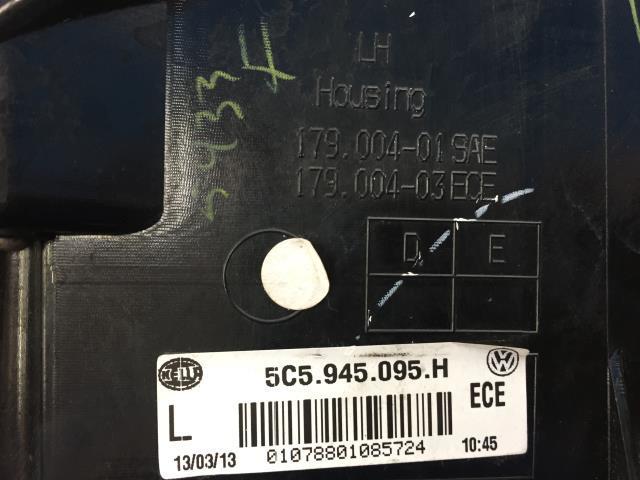 LH
Housing
179.004-01 SAE
179.004-03 ECE
D E
HELLA
5C5.945.095.H
L
ECE
13/03/13
01078801085724
10:45